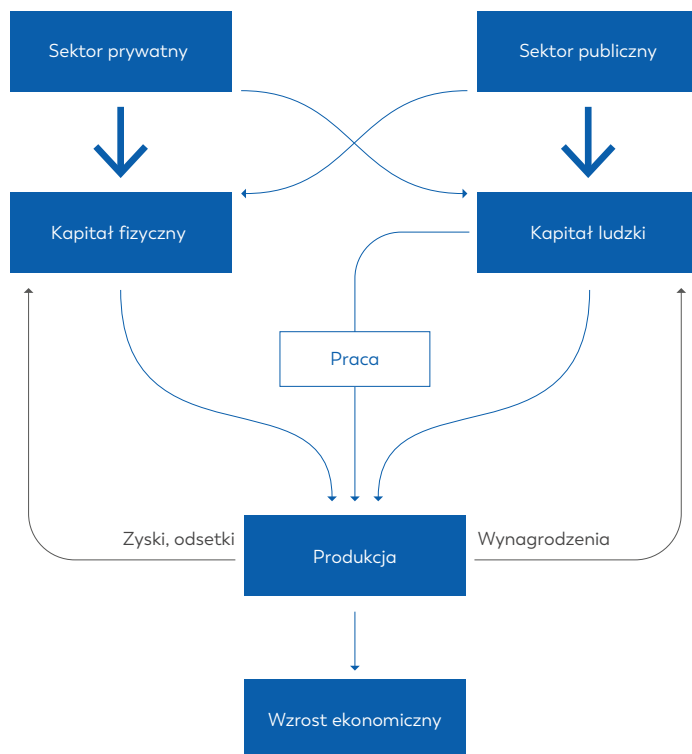 Sektor prywatny
Sektor publiczny
Kapitał fizyczny
Kapitał ludzki
Praca
Zyski, odsetki
Produkcja
Wynagrodzenia
Wzrost ekonomiczny